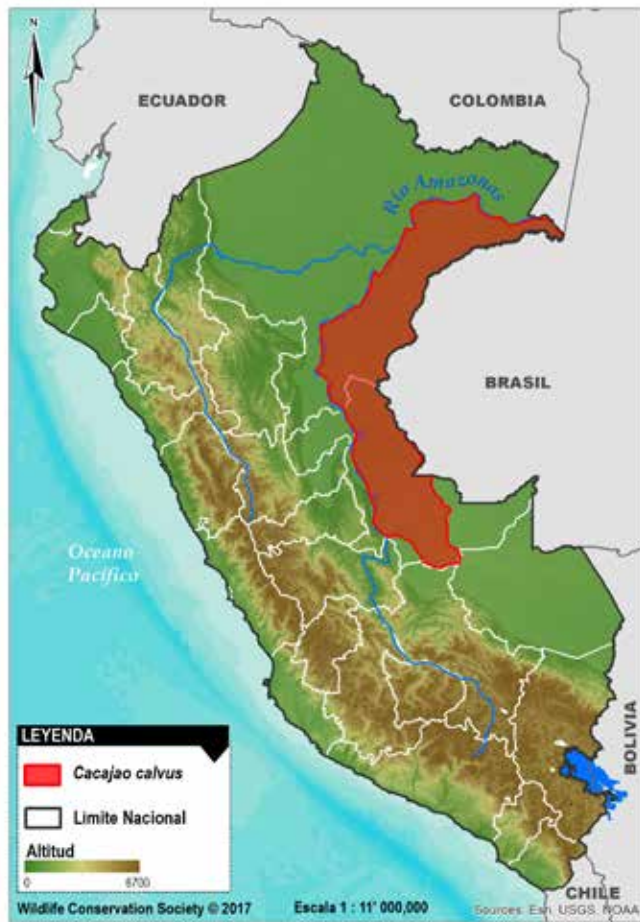 N
ECUADOR
COLOMBIA
Río Amazonas
BRASIL
Oceano
Pacífico
BOLIVIA
CHILE
LEYENDA
Cacajao calvus
Limite Nacional
Altitud
0
6700
Wildlife Conservation Society © 2017
Escala 1 : 11' 000,000
Sources: Esri, USGS, NOAA